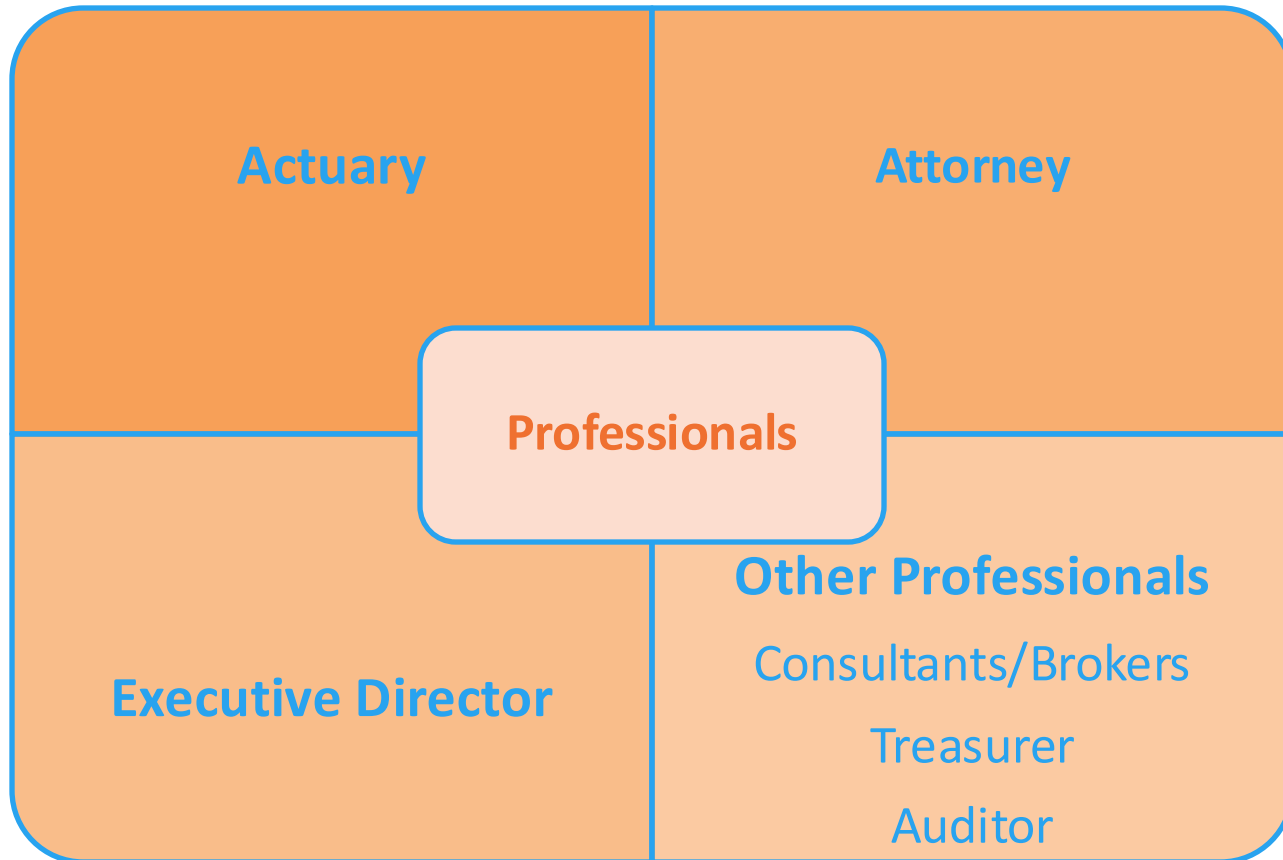 Actuary
Attorney
Professionals
Executive Director
Other Professionals
Consultants/Brokers
Treasurer
Auditor